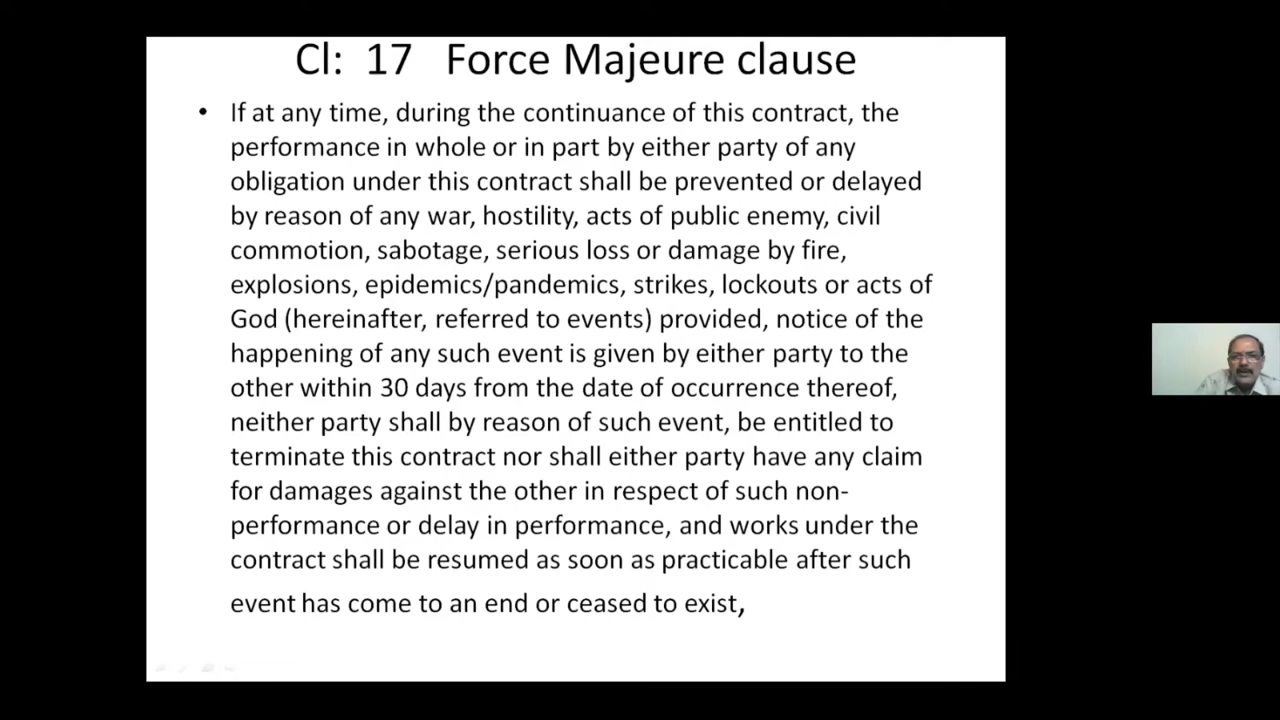 Cl: 17 Force Majeure clause
• If at any time, during the continuance of this contract, the
performance in whole or in part by either party of any
obligation under this contract shall be prevented or delayed
by reason of any war, hostility, acts of public enemy, civil
commotion, sabotage, serious loss or damage by fire,
explosions, epidemics/pandemics, strikes, lockouts or acts of
God (hereinafter, referred to events) provided, notice of the
happening of any such event is given by either party to the
other within 30 days from the date of occurrence thereof,
neither party shall by reason of such event, be entitled to
terminate this contract nor shall either party have any claim
for damages against the other in respect of such non-
performance or delay in performance, and works under the
contract shall be resumed as soon as practicable after such
event has come to an end or ceased to exist,